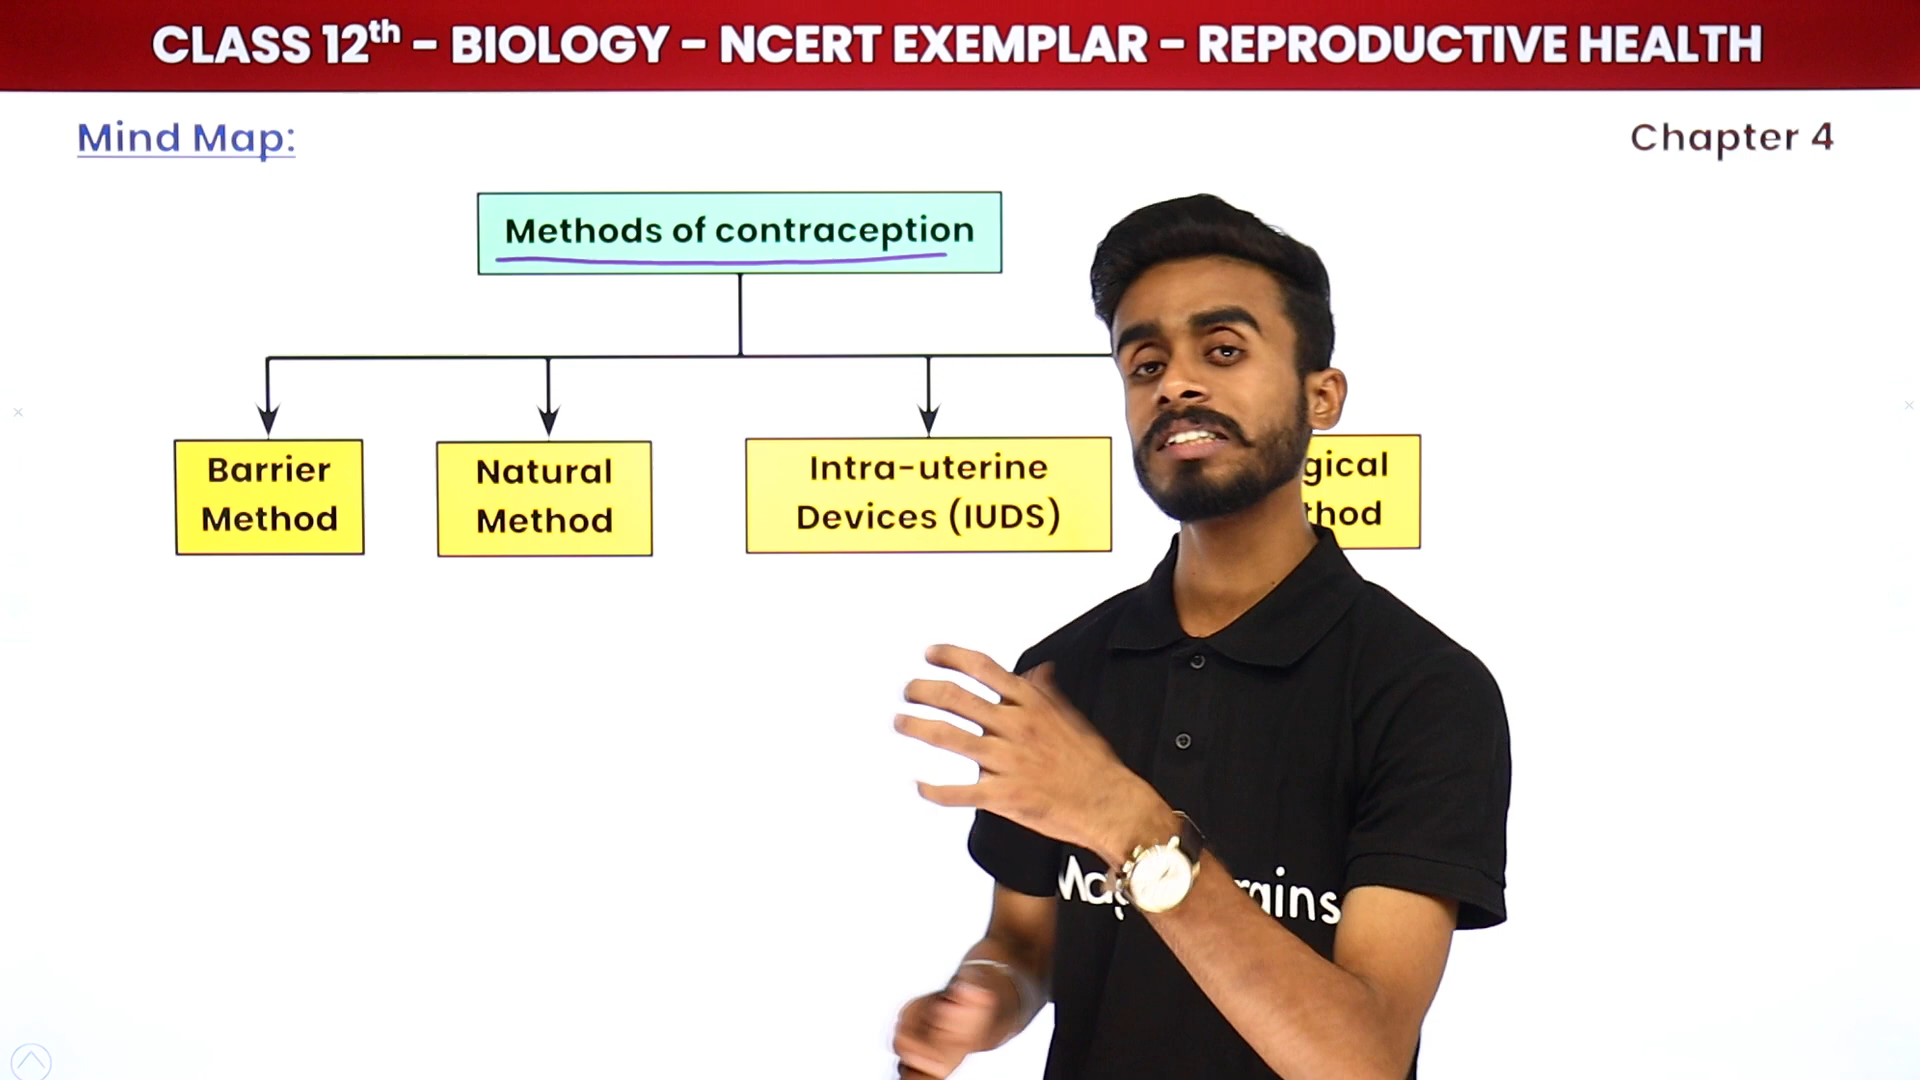 CLASS 12th - BIOLOGY - NCERT EXEMPLAR - REPRODUCTIVE HEALTH
Mind Map:
Chapter 4
Methods of contraception
Barrier
Method
Natural
Method
Intra-uterine
Devices (IUDS)
gical
thod